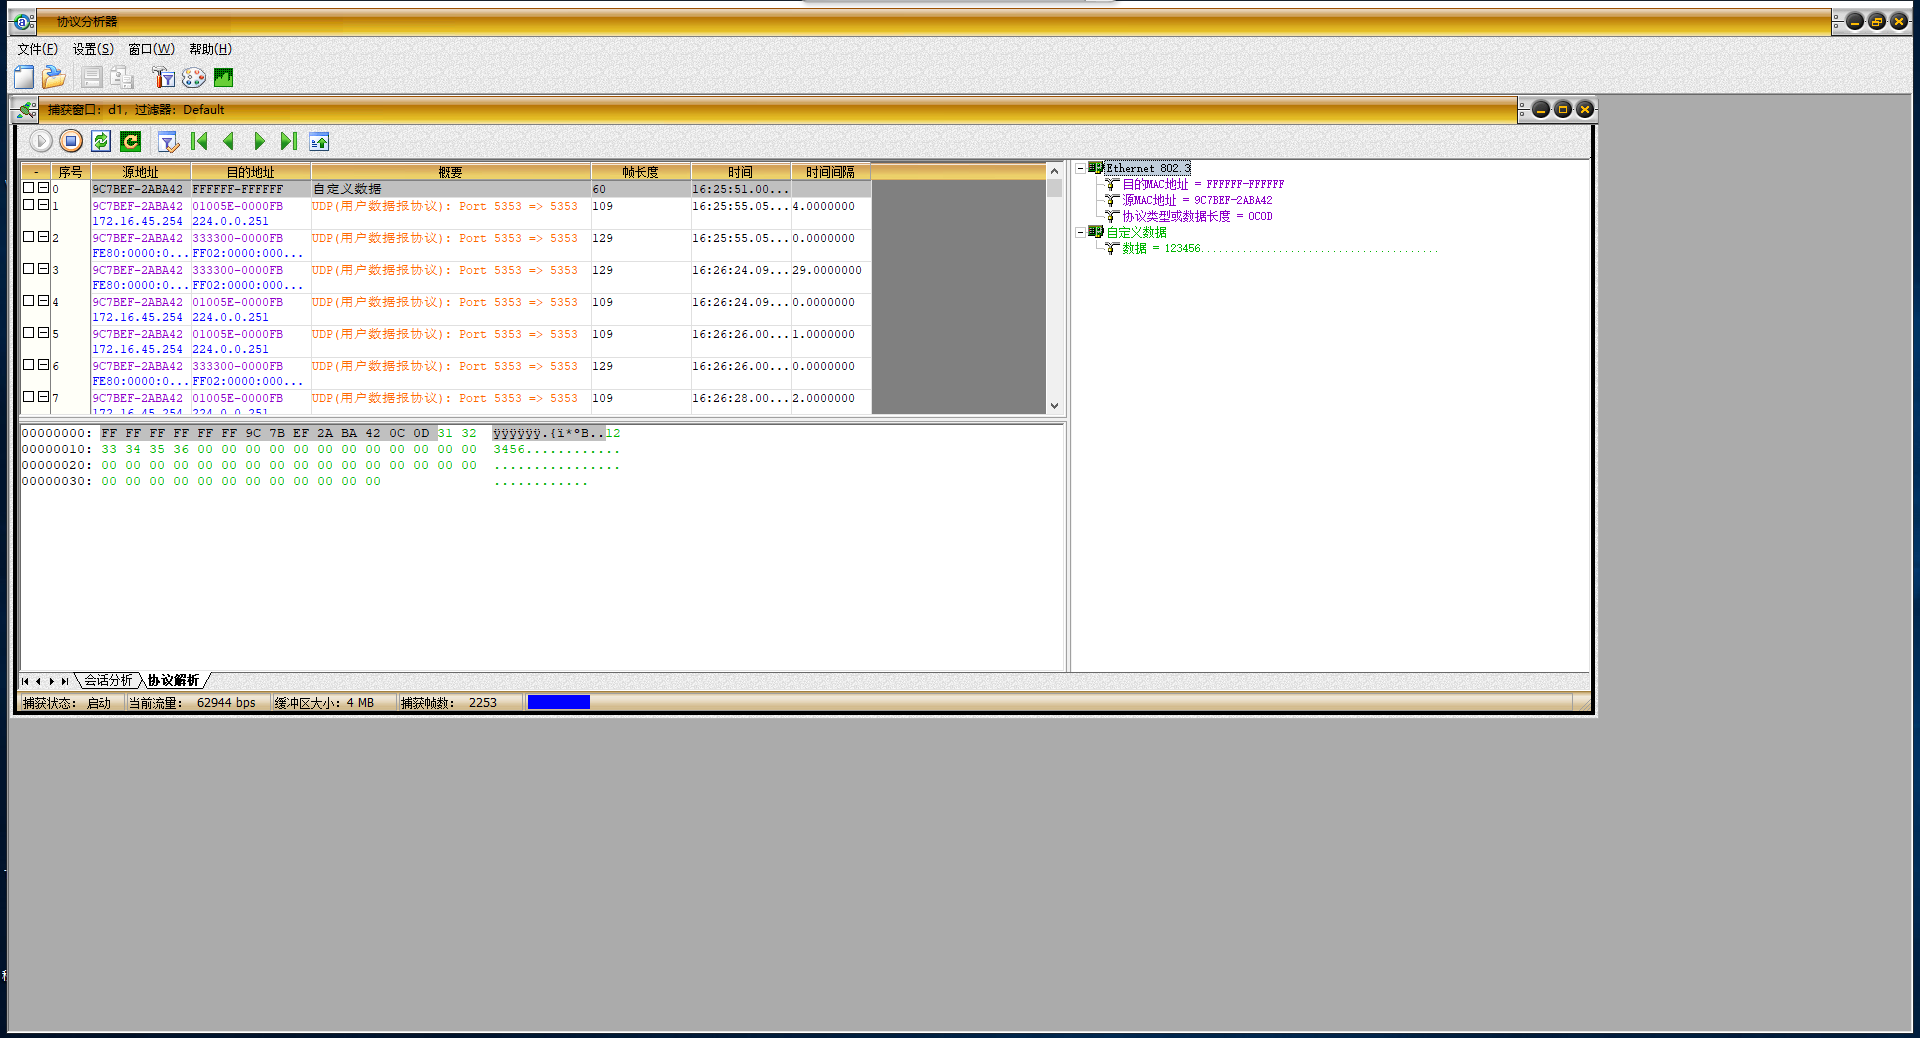 协议分析器
文件(F) 设置(S) 窗口(W) 帮助(H)
捕获窗口: d1, 过滤器: Default
- 序号 源地址 目的地址 概要 帧长度 时间 时间间隔
0 9C7BEF-2ABA42 FFFFFF-FFFFFF 自定义数据 60 16:25:51.00...
1 9C7BEF-2ABA42 01005E-0000FB UDP(用户数据报协议): Port 5353 => 5353 109 16:25:55.05... 4.0000000
172.16.45.254 224.0.0.251
2 9C7BEF-2ABA42 333300-0000FB UDP(用户数据报协议): Port 5353 => 5353 129 16:25:55.05... 0.0000000
FE80:0000:0... FF02:0000:000...
3 9C7BEF-2ABA42 333300-0000FB UDP(用户数据报协议): Port 5353 => 5353 129 16:26:24.09... 29.0000000
FE80:0000:0... FF02:0000:000...
4 9C7BEF-2ABA42 01005E-0000FB UDP(用户数据报协议): Port 5353 => 5353 109 16:26:24.09... 0.0000000
172.16.45.254 224.0.0.251
5 9C7BEF-2ABA42 01005E-0000FB UDP(用户数据报协议): Port 5353 => 5353 109 16:26:26.00... 1.0000000
172.16.45.254 224.0.0.251
6 9C7BEF-2ABA42 333300-0000FB UDP(用户数据报协议): Port 5353 => 5353 129 16:26:26.00... 0.0000000
FE80:0000:0... FF02:0000:000...
7 9C7BEF-2ABA42 01005E-0000FB UDP(用户数据报协议): Port 5353 => 5353 109 16:26:28.00... 2.0000000
172.16.45.254 224.0.0.251
Ethernet 802.3
目的MAC地址 = FFFFFF-FFFFFF
源MAC地址 = 9C7BEF-2ABA42
协议类型或数据长度 = 0C0D
自定义数据
数据 = 123456........................................
00000000: FF FF FF FF FF FF 9C 7B EF 2A BA 42 0C 0D 31 32 ÿÿÿÿÿÿ.{ï*ºB..12
00000010: 33 34 35 36 00 00 00 00 00 00 00 00 00 00 00 00 3456............
00000020: 00 00 00 00 00 00 00 00 00 00 00 00 00 00 00 00 ................
00000030: 00 00 00 00 00 00 00 00 00 00 00 00 ............
会话分析 协议解析
捕获状态: 启动 当前流量: 62944 bps 缓冲区大小: 4 MB 捕获帧数: 2253